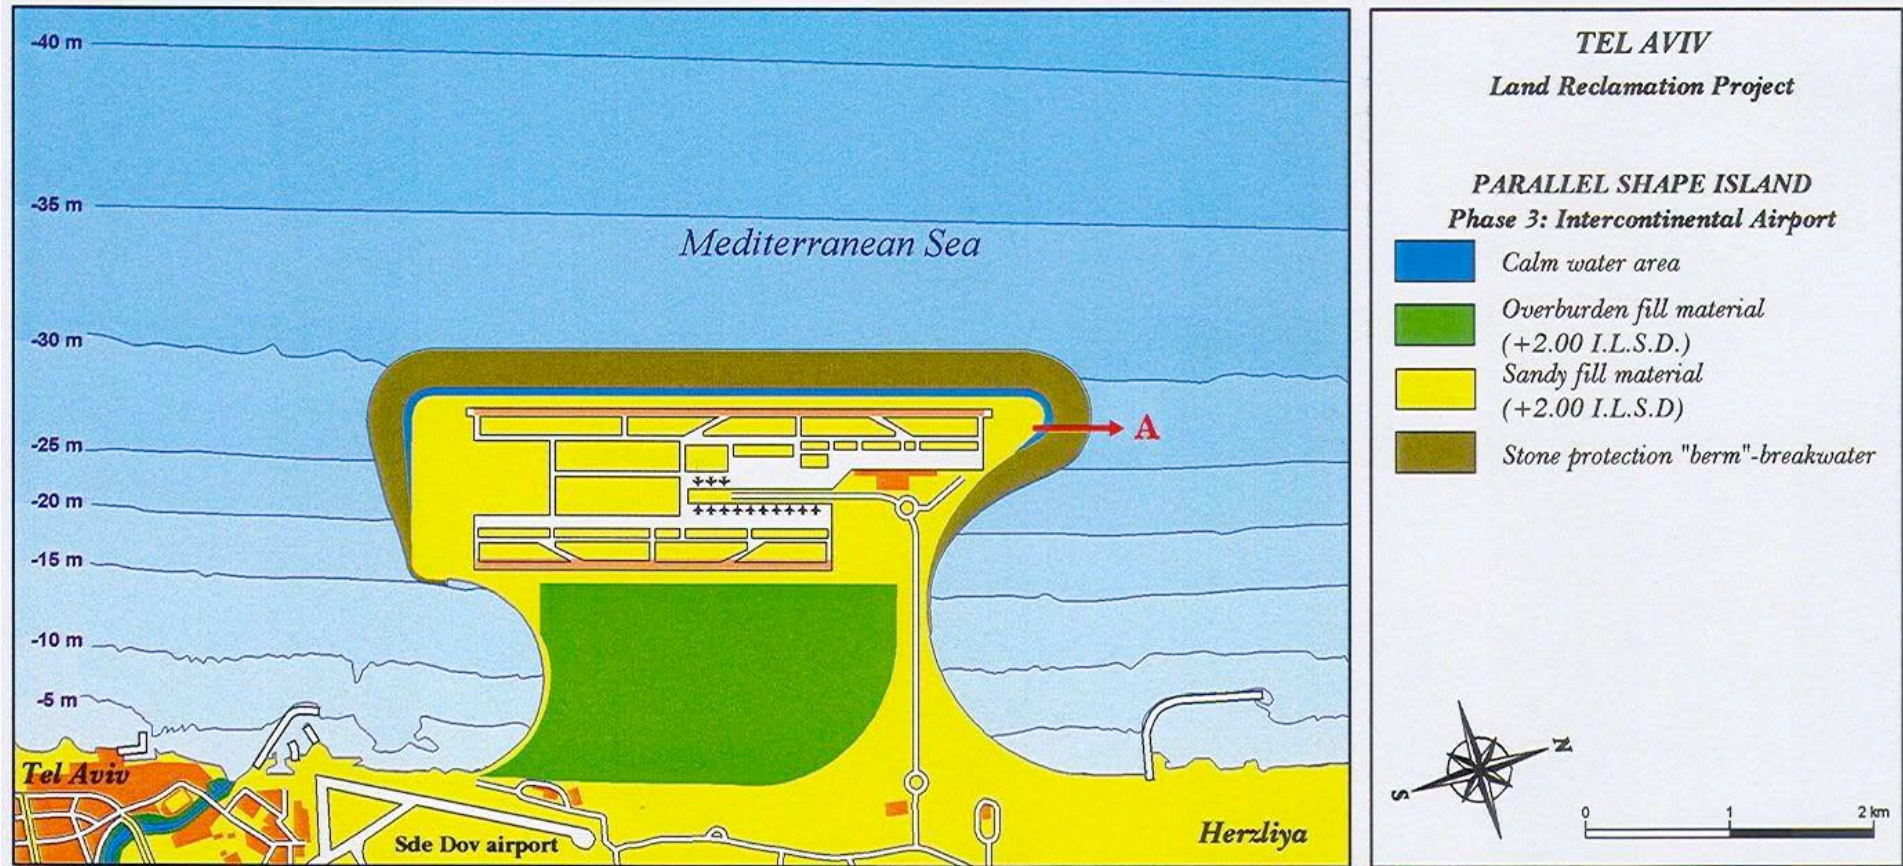 -40 m
-35 m
Mediterranean Sea
-30 m
-25 m
A
-20 m
-15 m
-10 m
-5 m
Tel Aviv
Sde Dov airport
Herzliya
TEL AVIV
Land Reclamation Project
PARALLEL SHAPE ISLAND
Phase 3: Intercontinental Airport
Calm water area
Overburden fill material
(+2.00 I.L.S.D.)
Sandy fill material
(+2.00 I.L.S.D)
Stone protection "berm"-breakwater
N
S
0 1 2 km